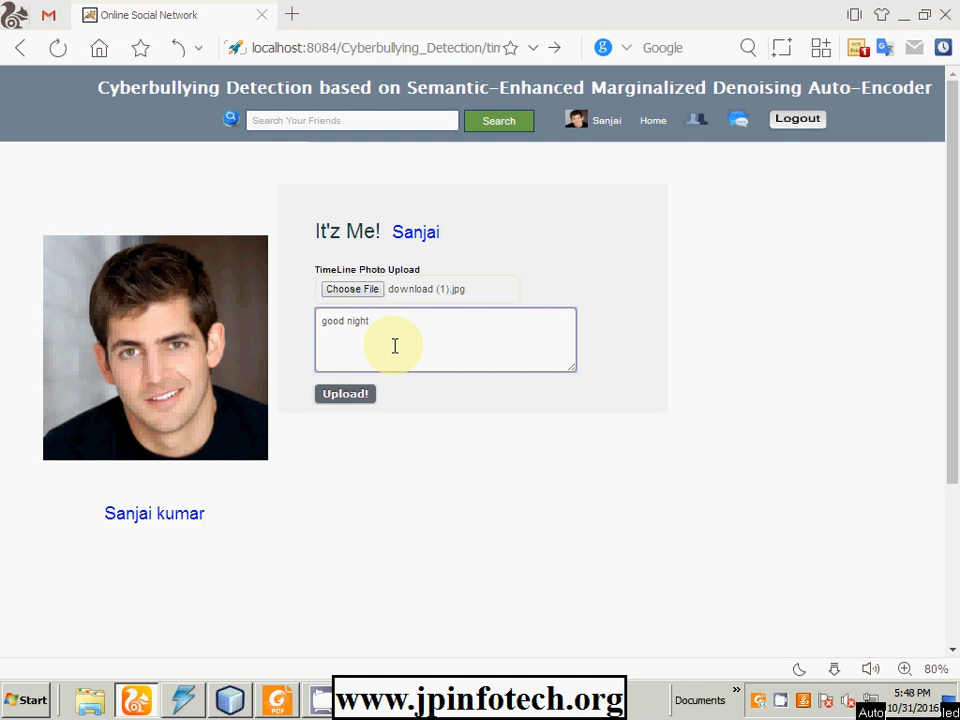 Online Social Network
localhost:8084/Cyberbullying_Detection/tim
Google
Cyberbullying Detection based on Semantic-Enhanced Marginalized Denoising Auto-Encoder
Search Your Friends
Search
Sanjai
Home
Logout
It'z Me! Sanjai
TimeLine Photo Upload
Choose File download (1).jpg
good night
Upload!
Sanjai kumar
80%
Start
www.jpinfotech.org
Documents
5:48 PM
10/31/2016